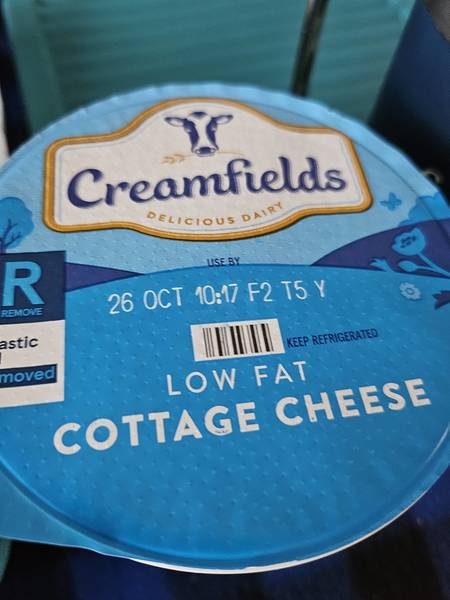 Creamfields
DELICIOUS DAIRY
USE BY
26 OCT 10:17 F2 T5 Y
R
REMOVE
KEEP REFRIGERATED
astic
moved
LOW FAT
COTTAGE CHEESE